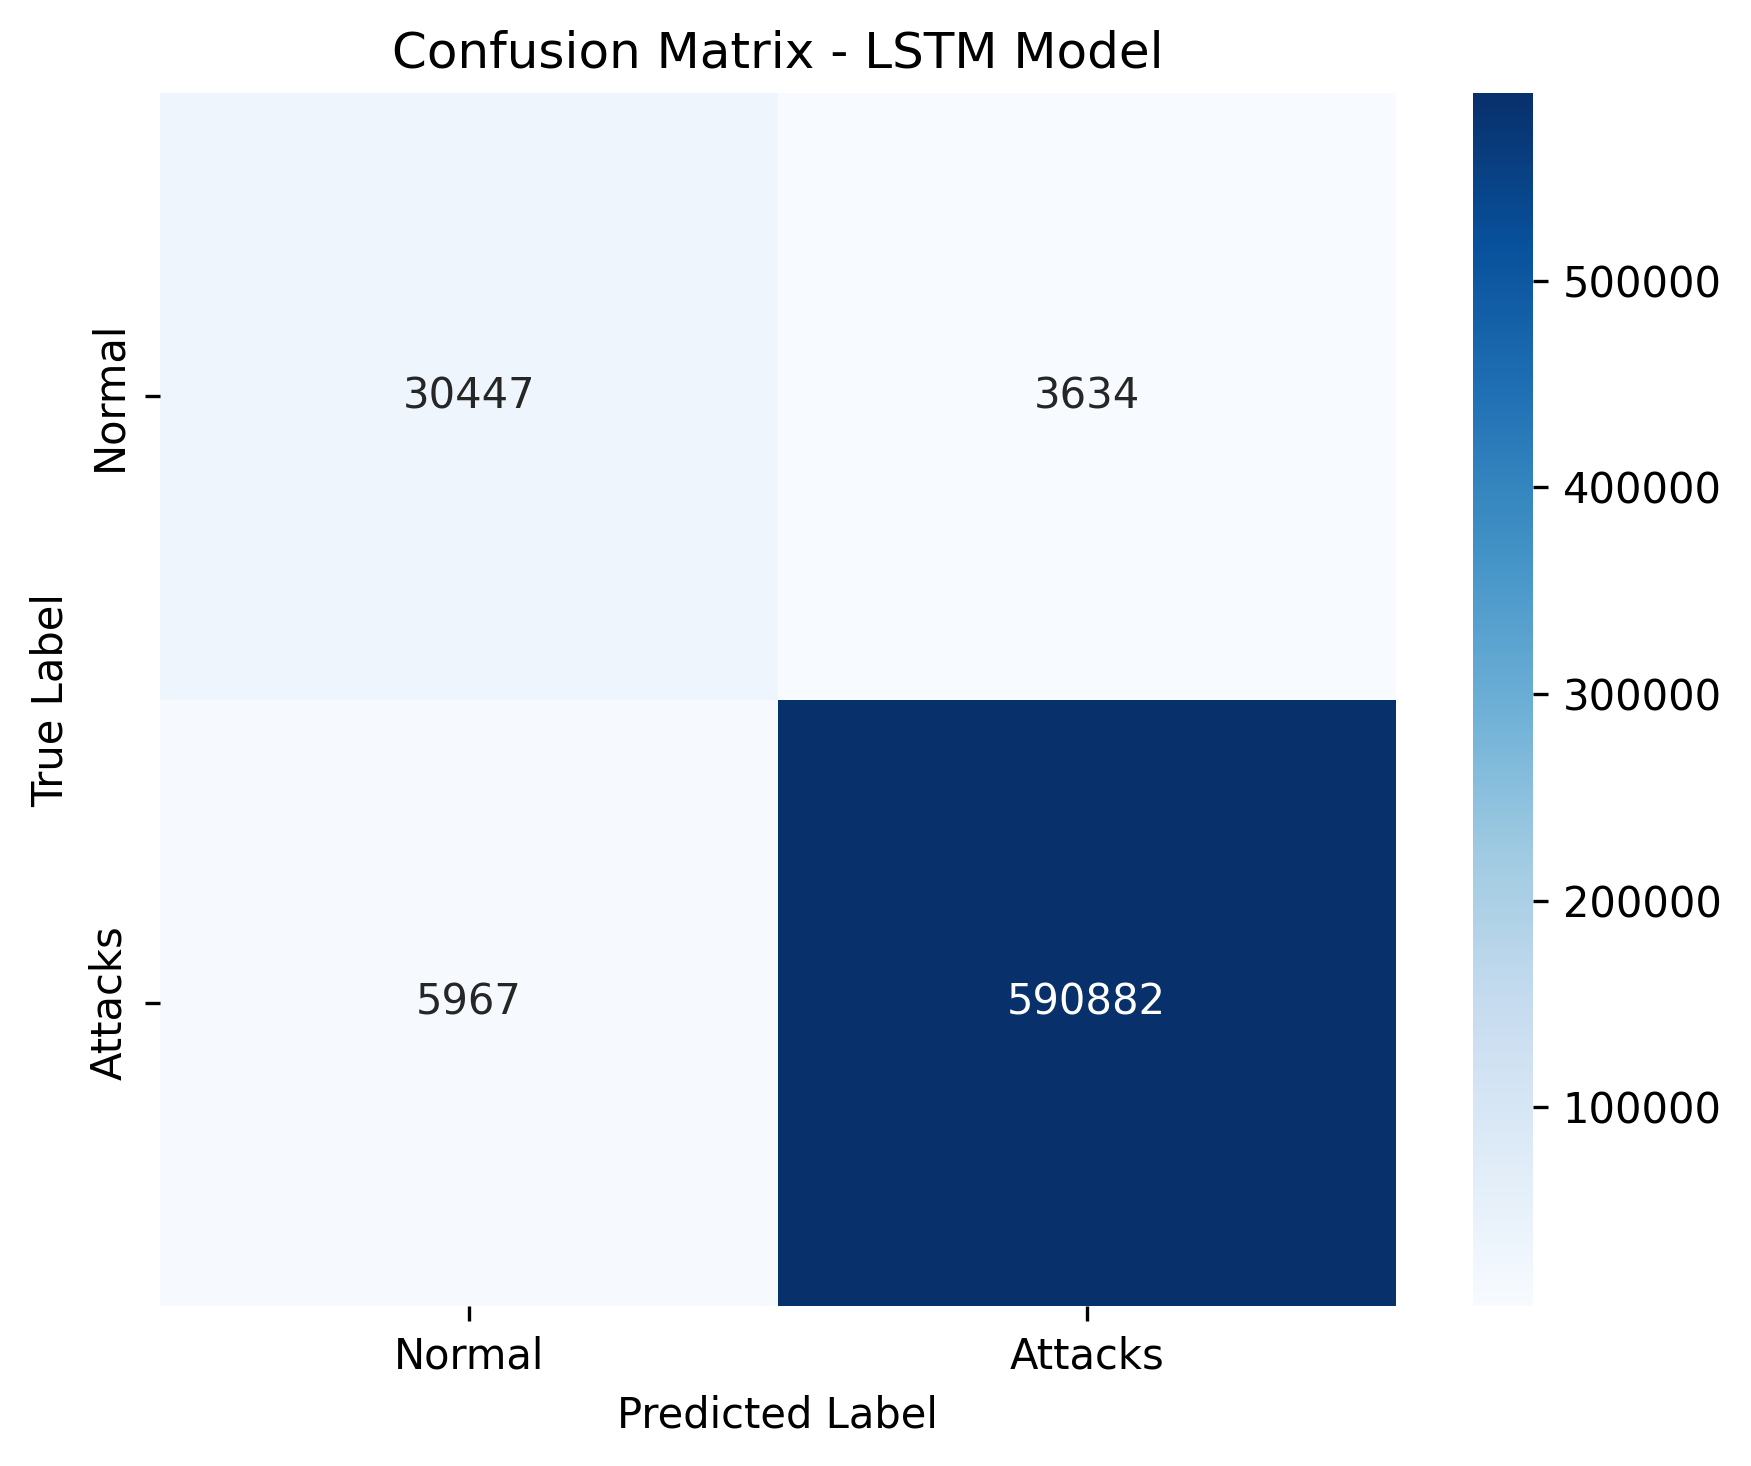 Confusion Matrix - LSTM Model
True Label
Normal
30447
3634
Attacks
5967
590882
Normal
Attacks
Predicted Label
500000
400000
300000
200000
100000